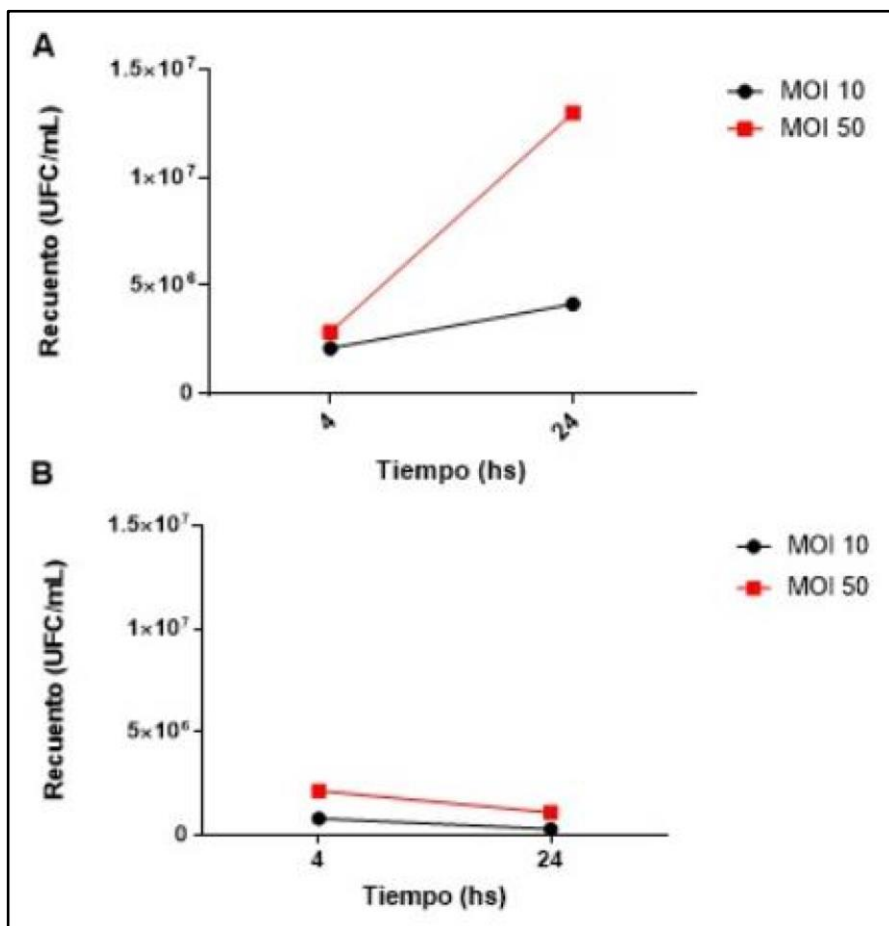 A
1.5×10⁷
1×10⁷
5×10⁶
0
Recuento (UFC/mL)
4
24
Tiempo (hs)
MOI 10
MOI 50
B
1.5×10⁷
1×10⁷
5×10⁶
0
Recuento (UFC/mL)
4
24
Tiempo (hs)
MOI 10
MOI 50